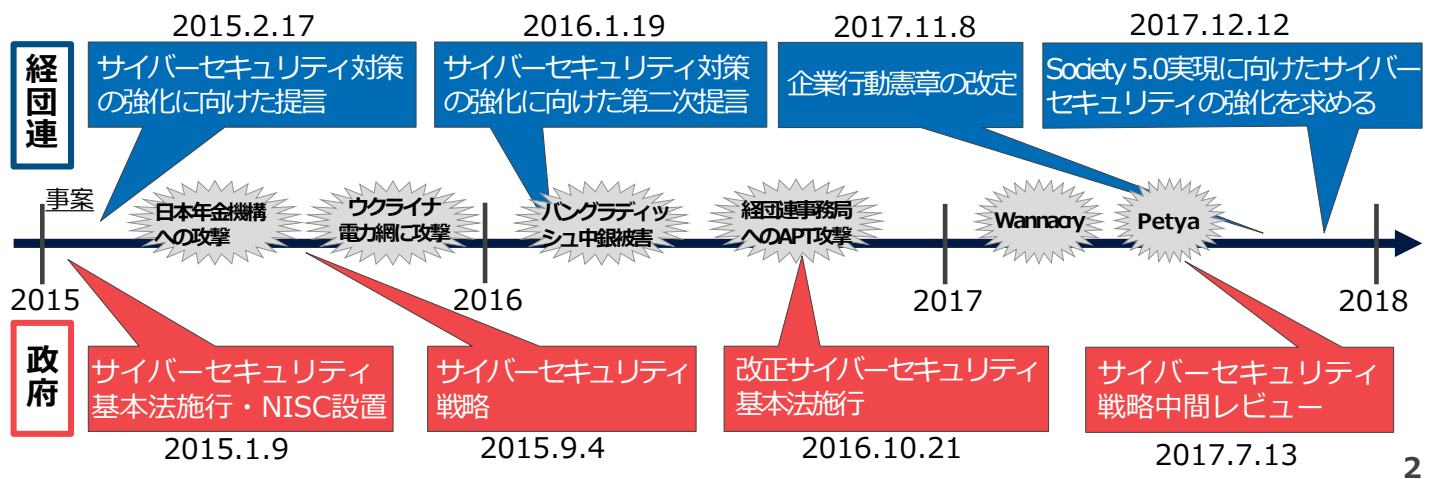 2015.2.17
2016.1.19
2017.11.8
2017.12.12
経団連
サイバーセキュリティ対策
の強化に向けた提言
サイバーセキュリティ対策
の強化に向けた第二次提言
企業行動憲章の改定
Society 5.0実現に向けたサイバー
セキュリティの強化を求める
事案
日本年金機構
への攻撃
ウクライナ
電力網に攻撃
バングラディッ
シュ中銀被害
経団連事務局
へのAPT攻撃
Wannacry
Petya
2015
2016
2017
2018
政府
サイバーセキュリティ
基本法施行・NISC設置
サイバーセキュリティ
戦略
改正サイバーセキュリティ
基本法施行
サイバーセキュリティ
戦略中間レビュー
2015.1.9
2015.9.4
2016.10.21
2017.7.13
2